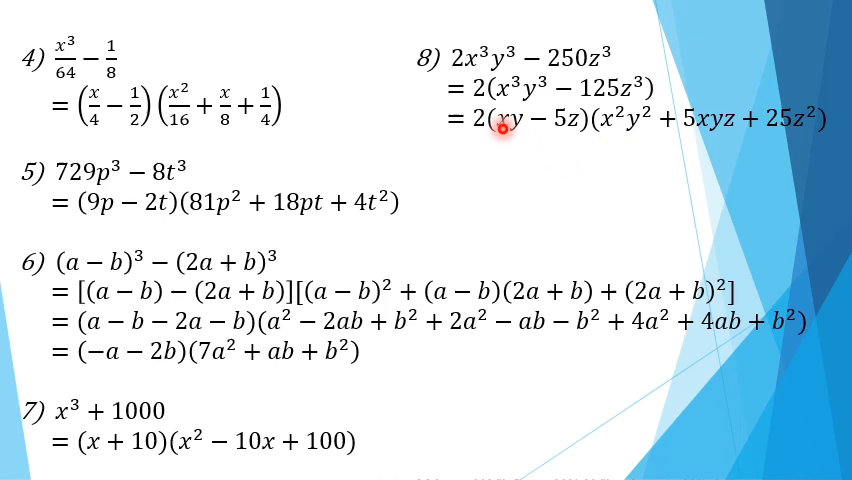 4) x³/64 − 1/8
= (x/4 − 1/2)(x²/16 + x/8 + 1/4)
5) 729p³ − 8t³
= (9p − 2t)(81p² + 18pt + 4t²)
6) (a − b)³ − (2a + b)³
= [(a − b) − (2a + b)][(a − b)² + (a − b)(2a + b) + (2a + b)²]
= (a − b − 2a − b)(a² − 2ab + b² + 2a² − ab − b² + 4a² + 4ab + b²)
= (−a − 2b)(7a² + ab + b²)
7) x³ + 1000
= (x + 10)(x² − 10x + 100)
8) 2x³y³ − 250z³
= 2(x³y³ − 125z³)
= 2(xy − 5z)(x²y² + 5xyz + 25z²)